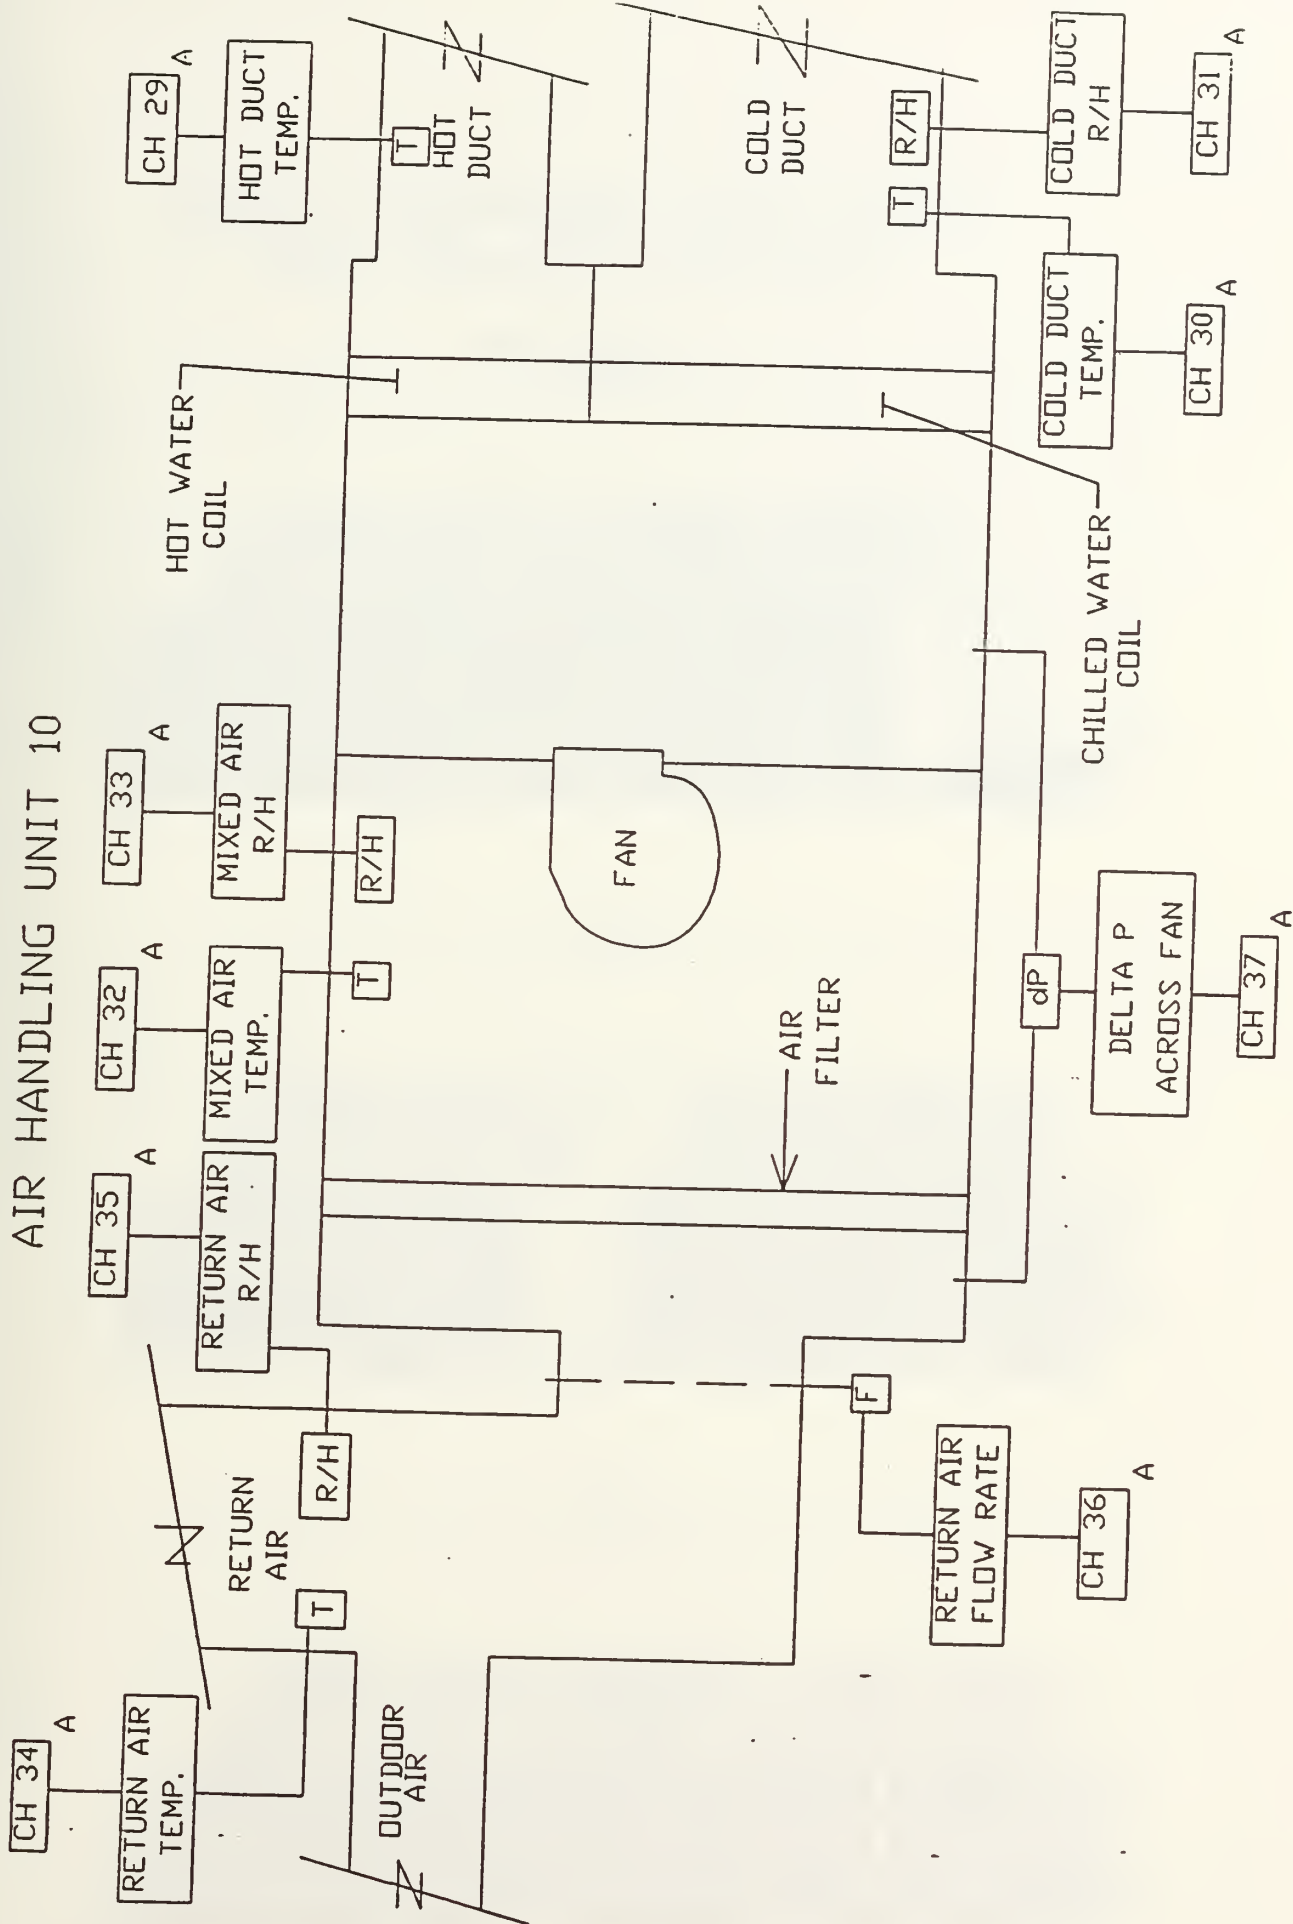 AIR HANDLING UNIT 10
CH 34
A
RETURN AIR
TEMP.
T
CH 35
A
RETURN AIR
R/H
R/H
CH 32
A
MIXED AIR
TEMP.
T
CH 33
A
MIXED AIR
R/H
R/H
HOT WATER
COIL
CH 29
A
HOT DUCT
TEMP.
T
HOT
DUCT
RETURN
AIR
OUTDOOR
AIR
AIR
FILTER
FAN
COLD
DUCT
F
RETURN AIR
FLOW RATE
CH 36
A
dP
DELTA P
ACROSS FAN
CH 37
A
CHILLED WATER
COIL
T
COLD DUCT
TEMP.
CH 30
A
R/H
COLD DUCT
R/H
CH 31
A